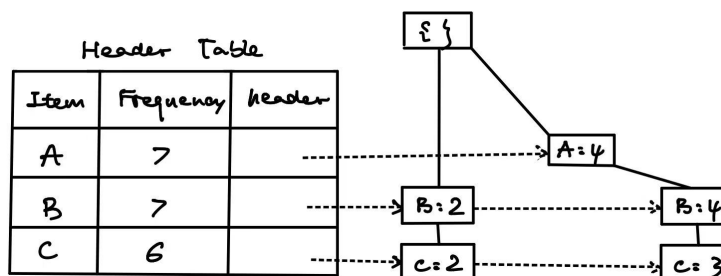 { }
Header Table
Item Frequency header
A 7
A=4
B 7
B:2 B:4
C 6
C=2 C=3